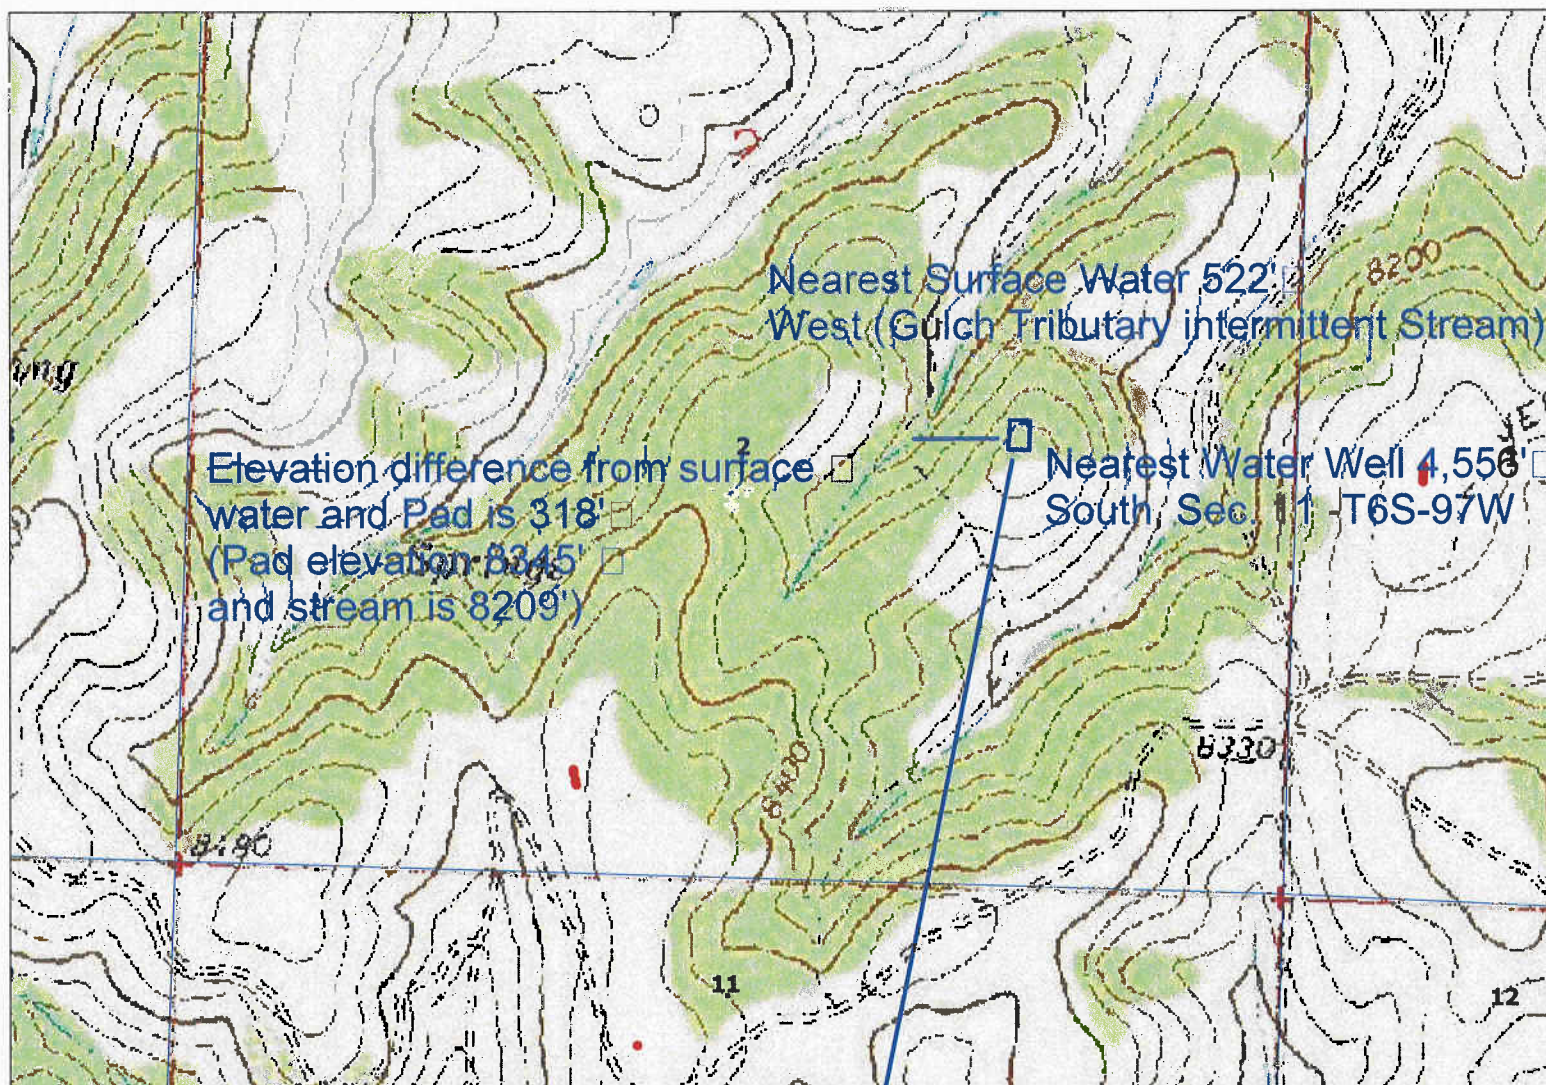 Nearest Surface Water 522'
West (Gulch Tributary intermittent Stream)
8200
2
Elevation difference from surface
water and Pad is 318'
(Pad elevation 8345'
and stream is 8209')
Springs
Nearest Water Well 4,556'
South Sec. 11 -T6S-97W
8330
8400
8490
11
12